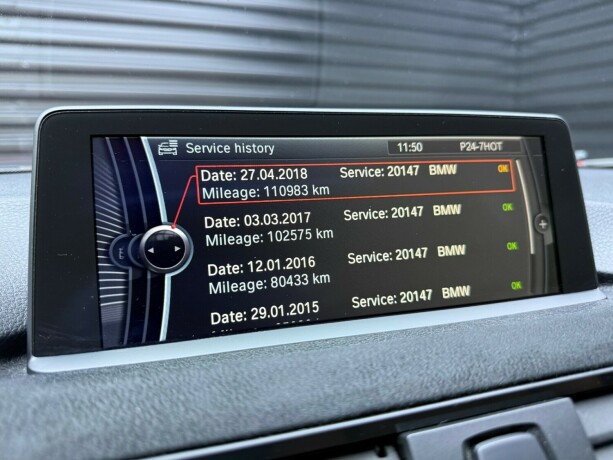 Service history 11:50 P24-7HOT
Date: 27.04.2018 Service: 20147 BMW OK
Mileage: 110983 km
Date: 03.03.2017 Service: 20147 BMW OK
Mileage: 102575 km
Date: 12.01.2016 Service: 20147 BMW OK
Mileage: 80433 km
Date: 29.01.2015 Service: 20147 BMW OK